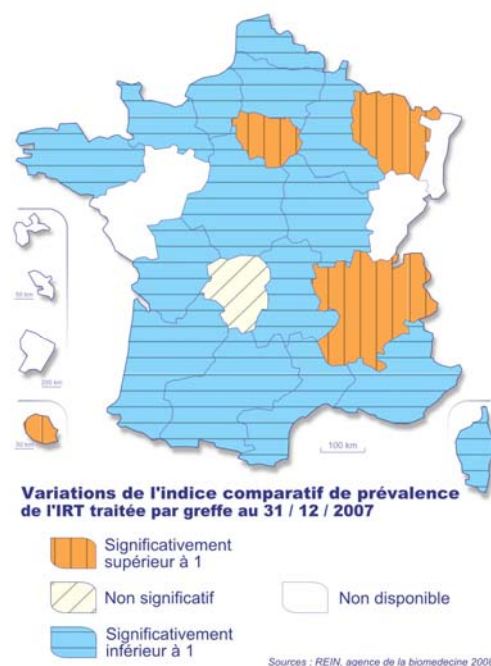 50 km
200 km
50 km
100 km
Variations de l'indice comparatif de prévalence
de l'IRT traitée par greffe au 31 / 12 / 2007
Significativement
supérieur à 1
Non significatif
Non disponible
Significativement
inférieur à 1
Sources : REIN, agence de la biomedecine